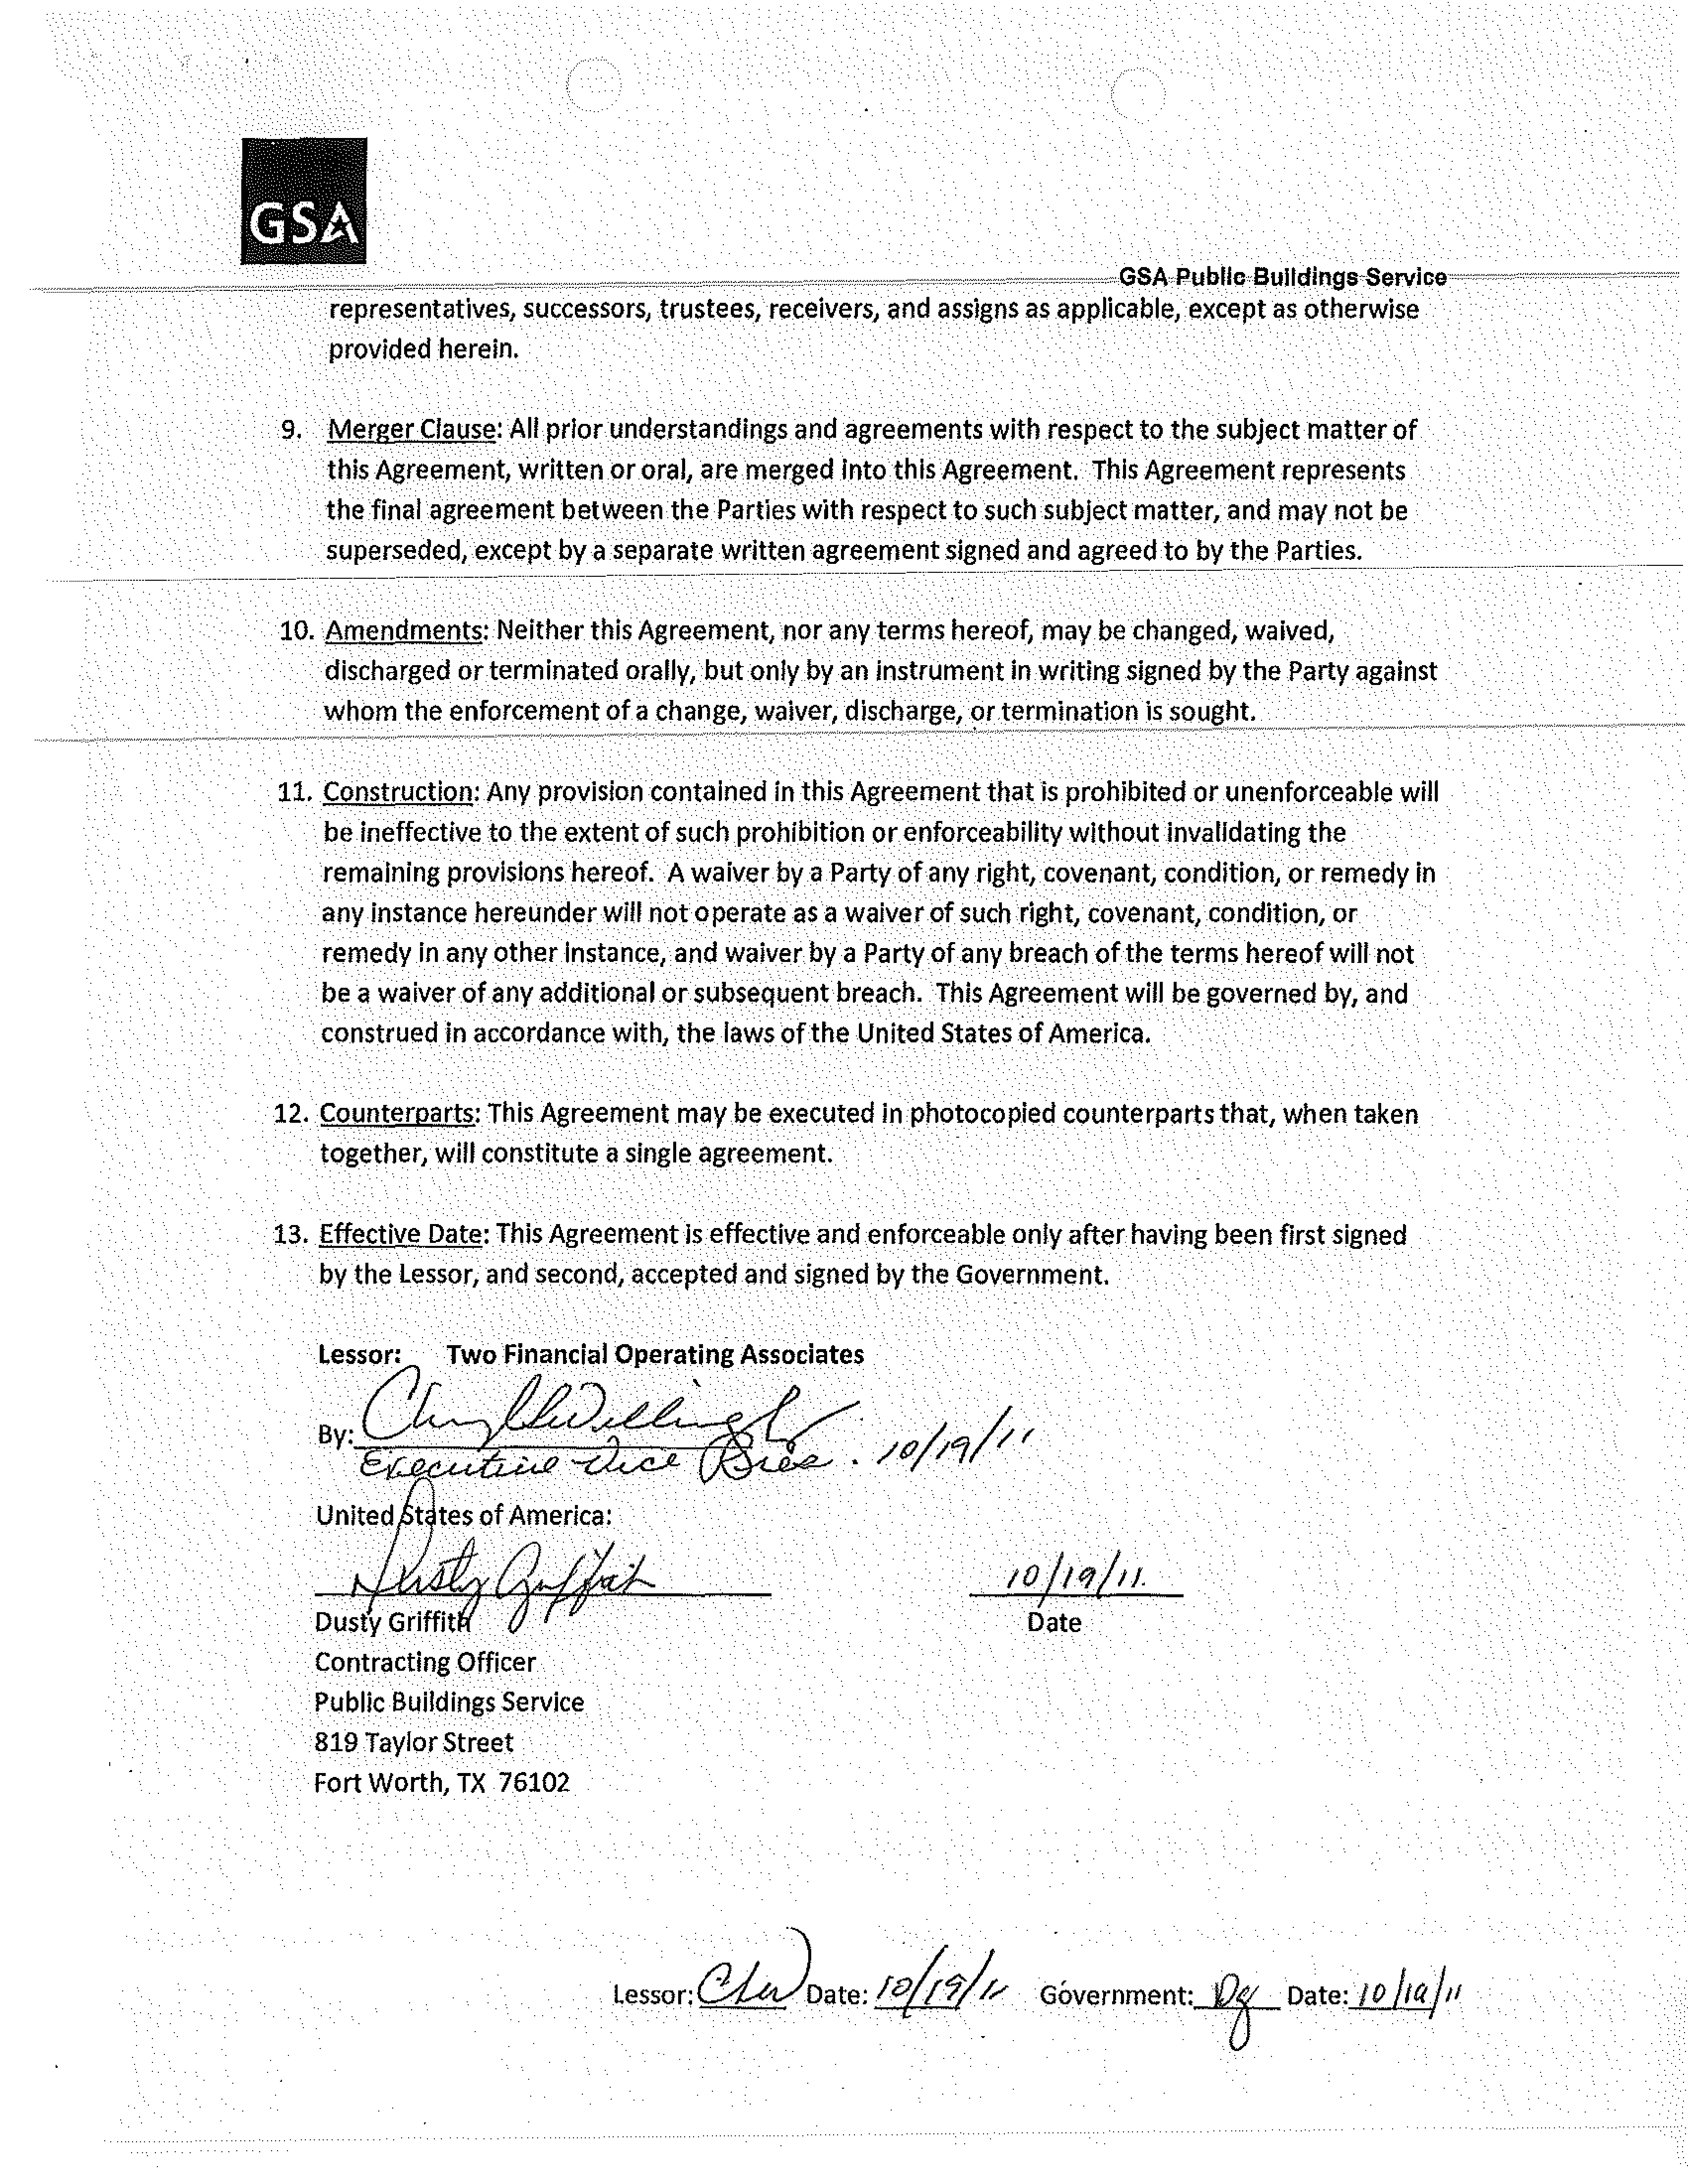 GSA
GSA Public Buildings Service
representatives, successors, trustees, receivers, and assigns as applicable, except as otherwise
provided herein.
9. Merger Clause: All prior understandings and agreements with respect to the subject matter of
this Agreement, written or oral, are merged into this Agreement. This Agreement represents
the final agreement between the Parties with respect to such subject matter, and may not be
superseded, except by a separate written agreement signed and agreed to by the Parties.
10. Amendments: Neither this Agreement, nor any terms hereof, may be changed, waived,
discharged or terminated orally, but only by an instrument in writing signed by the Party against
whom the enforcement of a change, waiver, discharge, or termination is sought.
11. Construction: Any provision contained in this Agreement that is prohibited or unenforceable will
be ineffective to the extent of such prohibition or enforceability without invalidating the
remaining provisions hereof. A waiver by a Party of any right, covenant, condition, or remedy in
any instance hereunder will not operate as a waiver of such right, covenant, condition, or
remedy in any other instance, and waiver by a Party of any breach of the terms hereof will not
be a waiver of any additional or subsequent breach. This Agreement will be governed by, and
construed in accordance with, the laws of the United States of America.
12. Counterparts: This Agreement may be executed in photocopied counterparts that, when taken
together, will constitute a single agreement.
13. Effective Date: This Agreement is effective and enforceable only after having been first signed
by the Lessor, and second, accepted and signed by the Government.
Lessor: Two Financial Operating Associates
By:
Executive Vice Pres. 10/19/11
United States of America:
Dusty Griffith 10/19/11.
Dusty Griffith Date
Contracting Officer
Public Buildings Service
819 Taylor Street
Fort Worth, TX 76102
Lessor: Date: 10/19/11 Government: Dg Date: 10/19/11